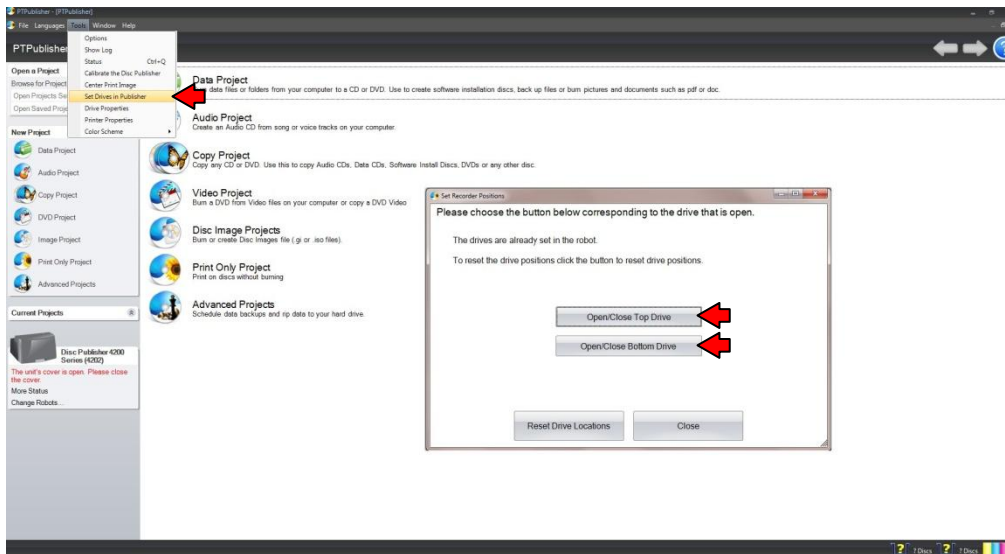 PTPublisher - [PTPublisher]
File Languages Tools Window Help
PTPublisher
Options
Show Log
Status Ctrl+Q
Calibrate the Disc Publisher
Center Print Image
Set Drives in Publisher
Drive Properties
Printer Properties
Color Scheme
Open a Project
Browse for Project
Open Projects
Open Saved
New Project
Data Project
Audio Project
Copy Project
DVD Project
Image Project
Print Only Project
Advanced Projects
Current Projects
Disc Publisher 4200
Series (4202)
The unit's cover is open. Please close
the cover.
More Status
Change Robots...
Data Project
data files or folders from your computer to a CD or DVD. Use to create software installation discs, back up files or burn pictures and documents such as pdf or doc.
Audio Project
Create an Audio CD from song or voice tracks on your computer.
Copy Project
Copy any CD or DVD. Use this to copy Audio CDs, Data CDs, Software Install Discs, DVDs or any other disc.
Video Project
Burn a DVD from Video files on your computer or copy a DVD Video
Disc Image Projects
Burn or create Disc Images file (.gi or .iso files).
Print Only Project
Print on discs without burning
Advanced Projects
Schedule data backups and rip data to your hard drive.
Set Recorder Positions
Please choose the button below corresponding to the drive that is open.
The drives are already set in the robot.
To reset the drive positions click the button to reset drive positions.
Open/Close Top Drive
Open/Close Bottom Drive
Reset Drive Locations
Close
? ? Discs ? ? Discs